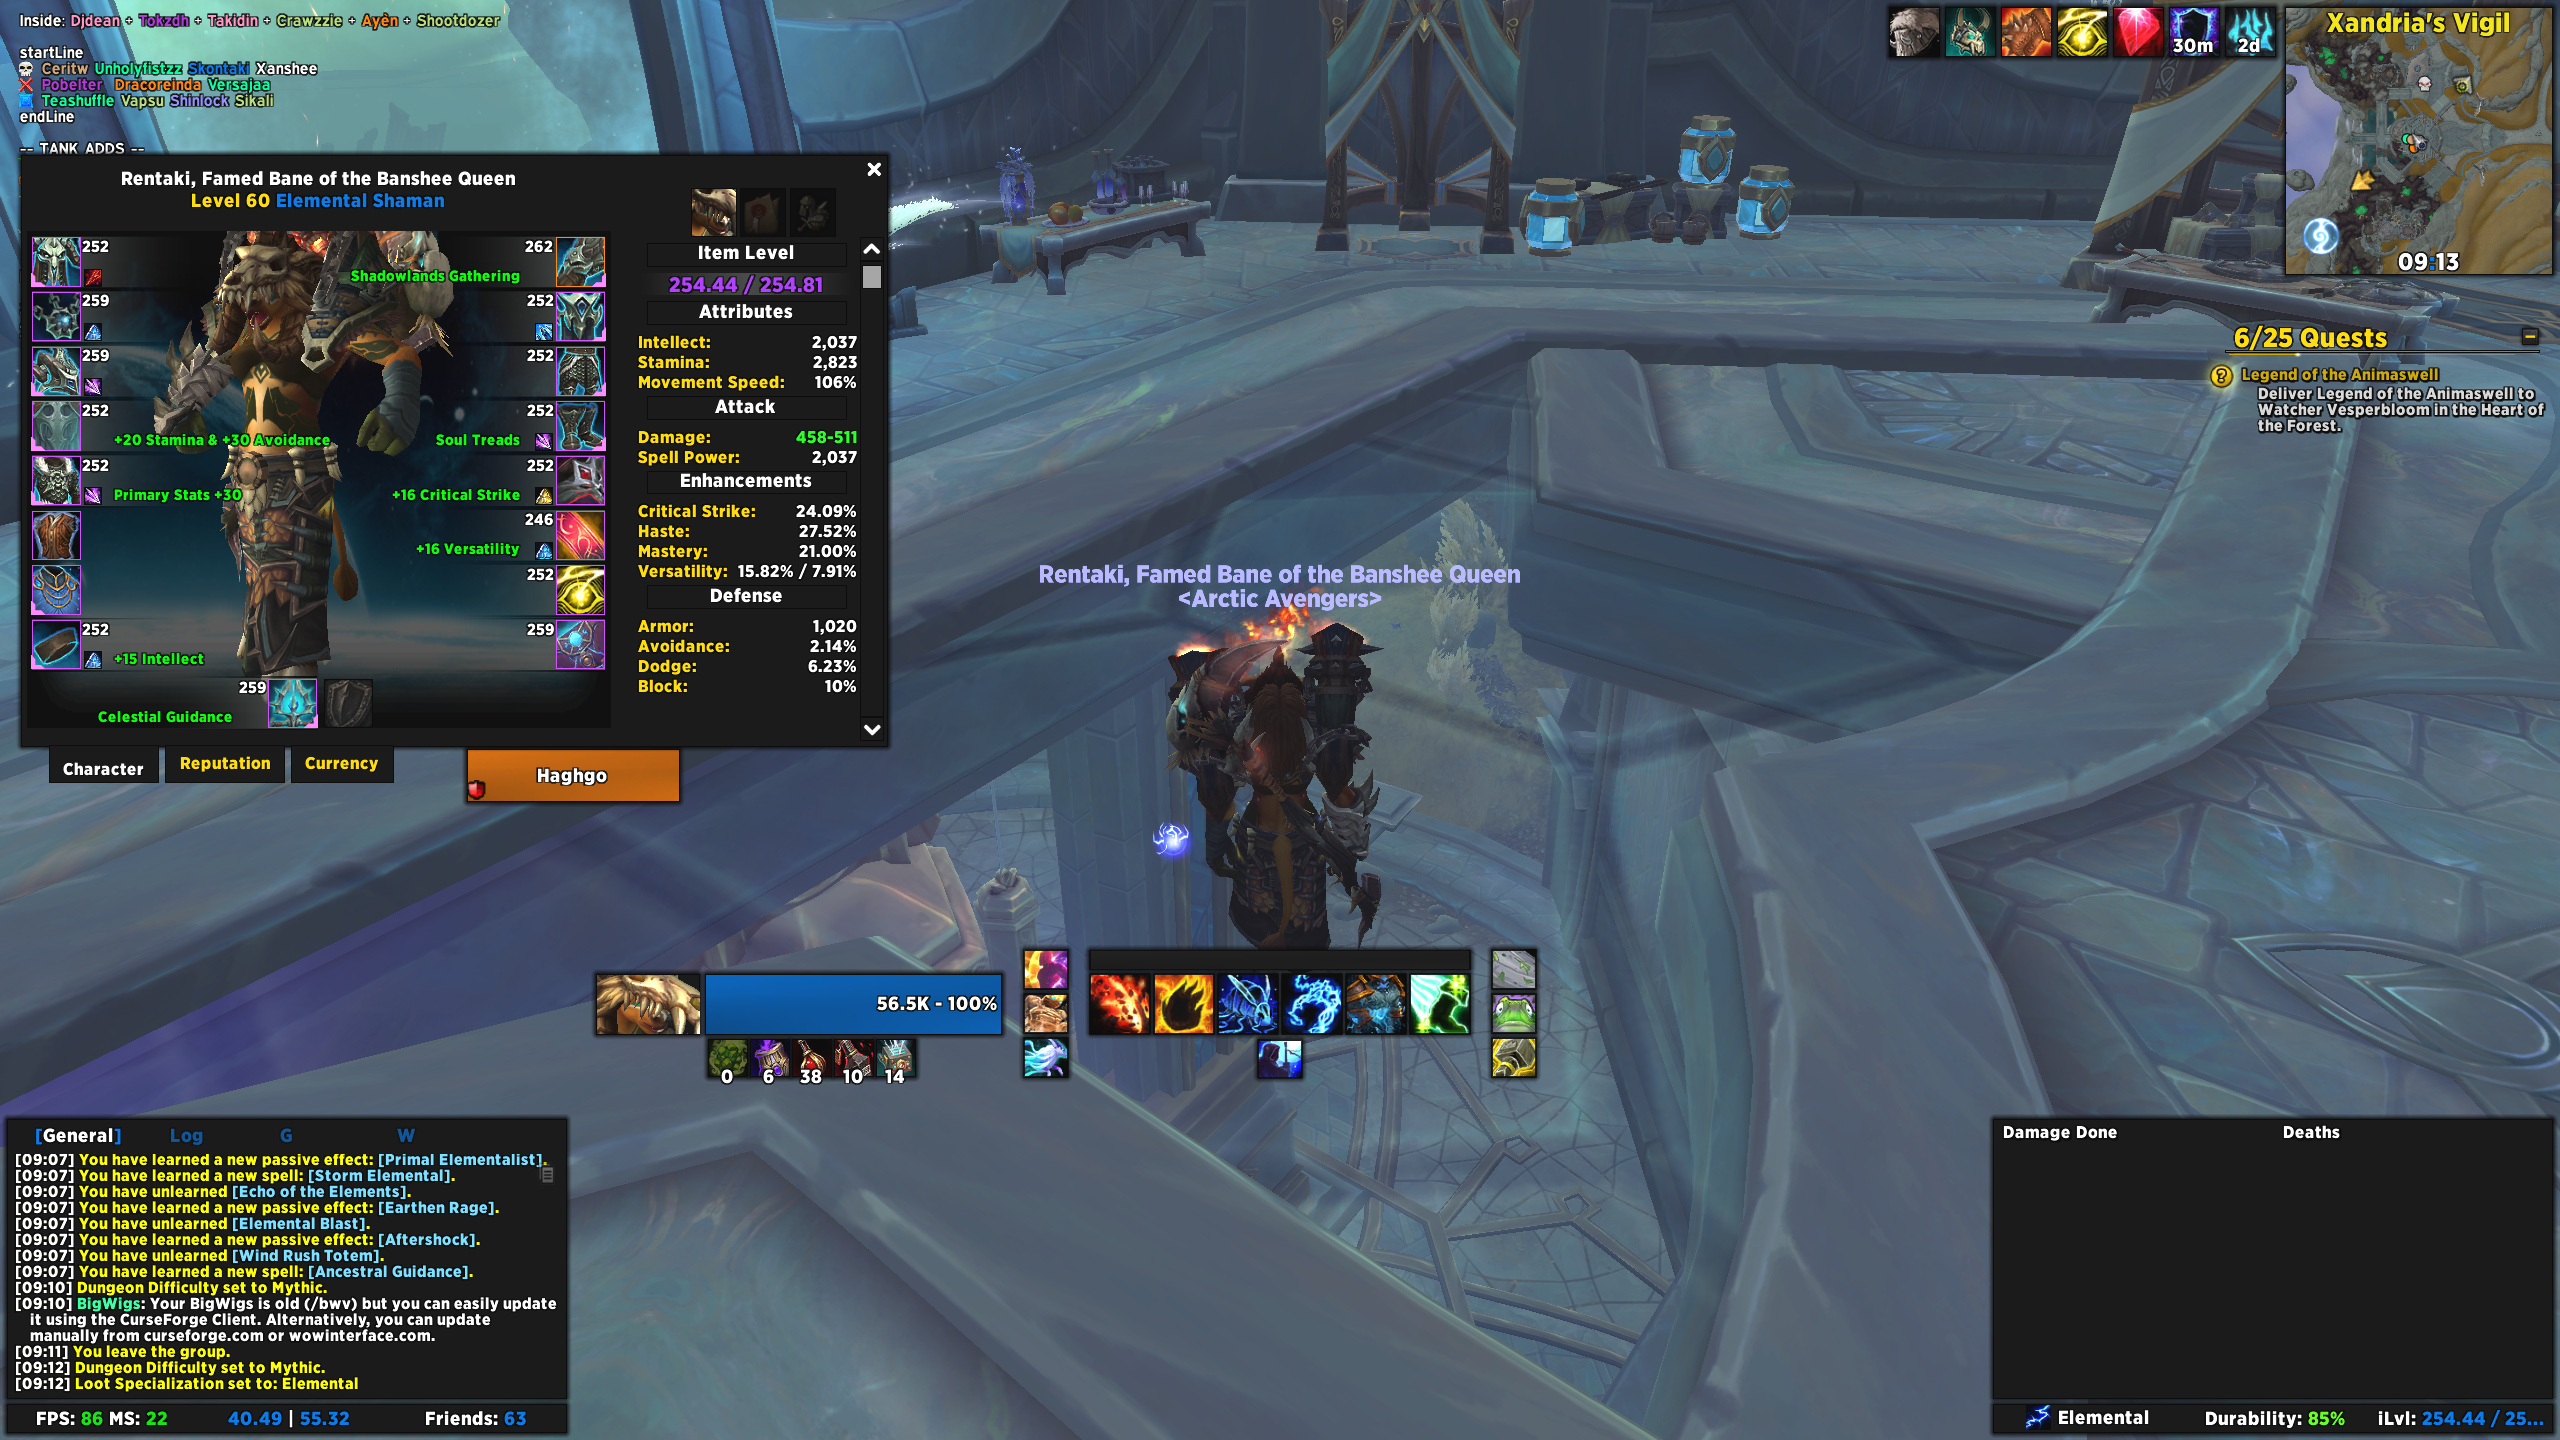 Inside: Djdean + Tokzdh + Takidin + Crawzzie + Ayèn + Shootdozer
startLine
Ceritw Unholyfistzz Skontaki Xanshee
Pobelter Dracoreinda Versajaa
Teashuffle Vapsu Shinlock Sikali
endLine
-- TANK ADDS --
Rentaki, Famed Bane of the Banshee Queen
Level 60 Elemental Shaman
252
262
Shadowlands Gathering
259
252
259
252
252
+20 Stamina & +30 Avoidance
252
Soul Treads
252
Primary Stats +30
252
+16 Critical Strike
246
+16 Versatility
252
252
+15 Intellect
259
259
Celestial Guidance
Item Level
254.44 / 254.81
Attributes
Intellect: 2,037
Stamina: 2,823
Movement Speed: 106%
Attack
Damage: 458-511
Spell Power: 2,037
Enhancements
Critical Strike: 24.09%
Haste: 27.52%
Mastery: 21.00%
Versatility: 15.82% / 7.91%
Defense
Armor: 1,020
Avoidance: 2.14%
Dodge: 6.23%
Block: 10%
Character
Reputation
Currency
Haghgo
30m
2d
Xandria's Vigil
09:13
6/25 Quests
Legend of the Animaswell
Deliver Legend of the Animaswell to
Watcher Vesperbloom in the Heart of
the Forest.
Rentaki, Famed Bane of the Banshee Queen
<Arctic Avengers>
56.5K - 100%
0 6 38 10 14
[General] Log G W
[09:07] You have learned a new passive effect: [Primal Elementalist].
[09:07] You have learned a new spell: [Storm Elemental].
[09:07] You have unlearned [Echo of the Elements].
[09:07] You have learned a new passive effect: [Earthen Rage].
[09:07] You have unlearned [Elemental Blast].
[09:07] You have learned a new passive effect: [Aftershock].
[09:07] You have unlearned [Wind Rush Totem].
[09:07] You have learned a new spell: [Ancestral Guidance].
[09:10] Dungeon Difficulty set to Mythic.
[09:10] BigWigs: Your BigWigs is old (/bwv) but you can easily update
it using the CurseForge Client. Alternatively, you can update
manually from curseforge.com or wowinterface.com.
[09:11] You leave the group.
[09:12] Dungeon Difficulty set to Mythic.
[09:12] Loot Specialization set to: Elemental
FPS: 86 MS: 22 40.49 | 55.32 Friends: 63
Damage Done
Deaths
Elemental Durability: 85% iLvl: 254.44 / 25...